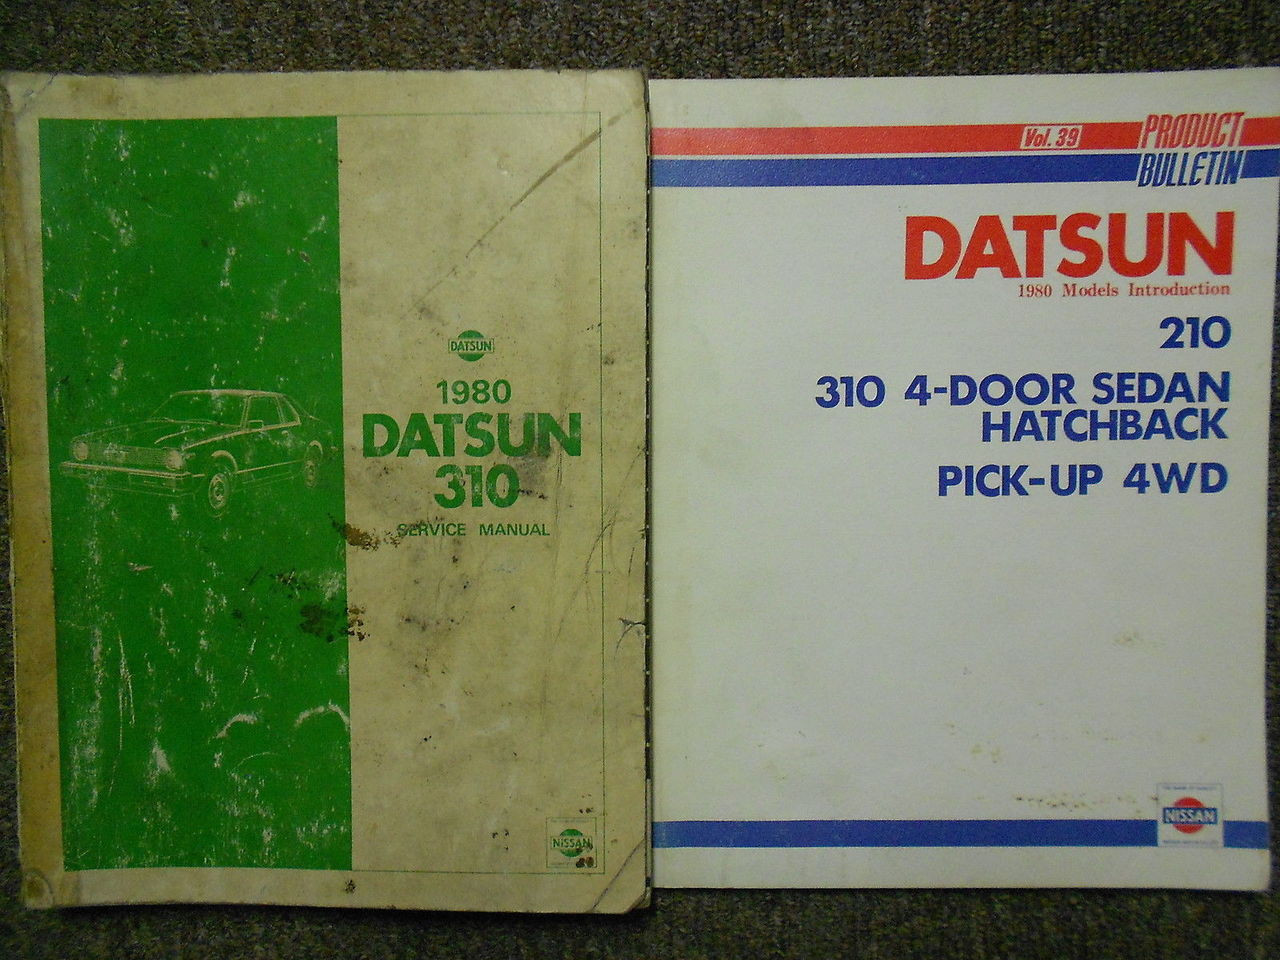 DATSUN
1980
DATSUN
310
SERVICE MANUAL
NISSAN
Vol. 39
PRODUCT
BULLETIN
DATSUN
1980 Models Introduction
210
310 4-DOOR SEDAN
HATCHBACK
PICK-UP 4WD
NISSAN